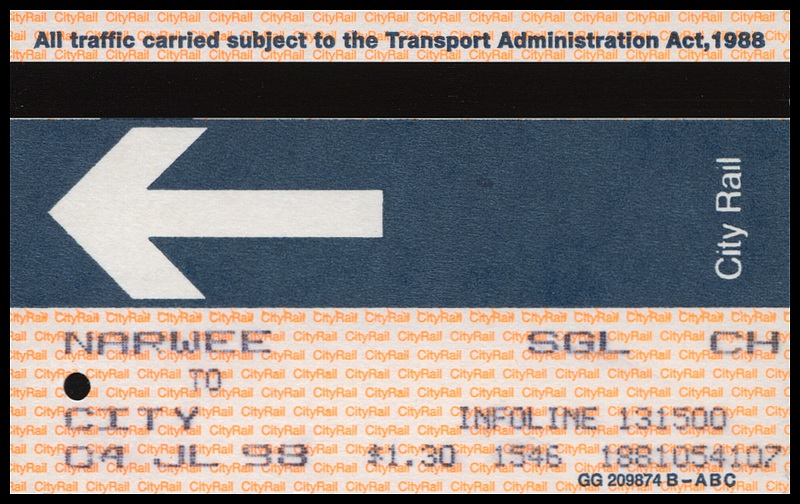 All traffic carried subject to the Transport Administration Act, 1988
City Rail
NARWEE SGL CH
TO
CITY INFOLINE 131500
04 JL 98 *1.30 1546 1881054107
GG 209874 B-ABC